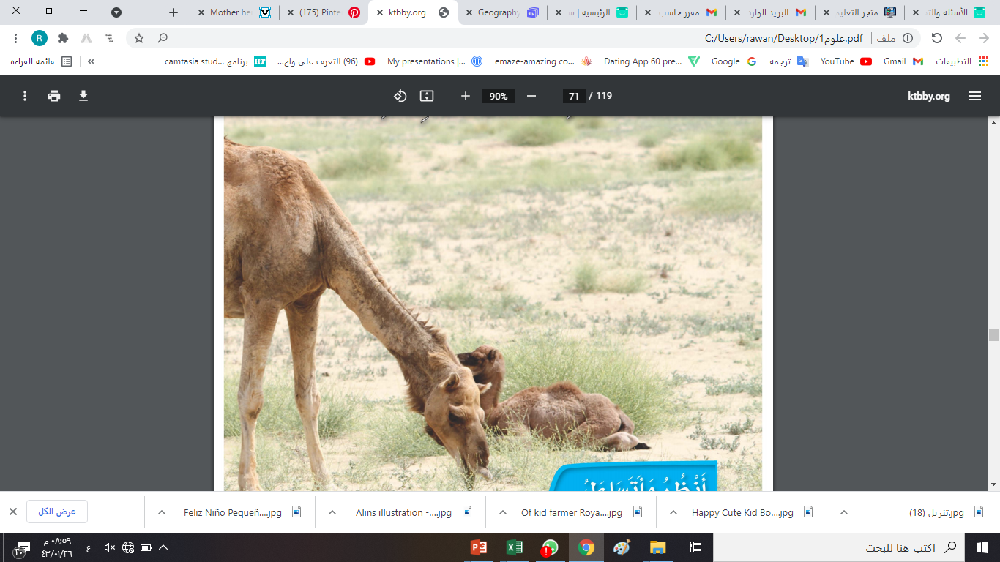 الأسئلة والتد
متجر التعليم
البريد الوارد
مقرر حاسب
الرئيسية | س
Geography
ktbby.org
(175) Pinte
Mother he
C:/Users/rawan/Desktop/علوم1.pdf
ملف
R
التطبيقات
Gmail
YouTube
ترجمة
Google
Dating App 60 pre...
emaze-amazing co...
My presentations |...
(96) التعرف على واج...
برنامج camtasia stud...
قائمة القراءة
ktbby.org
71 / 119
90%
أَنْظُرُ وَأَتَسَاءَلُ
تنزيل (18).jpg
Happy Cute Kid Bo....jpg
Of kid farmer Roya....jpg
Alins illustration -....jpg
Feliz Niño Pequeñ....jpg
عرض الكل
اكتب هنا للبحث
ع
٠٨:٥٩ م
٤٣/٠١/٢٦
٢٠